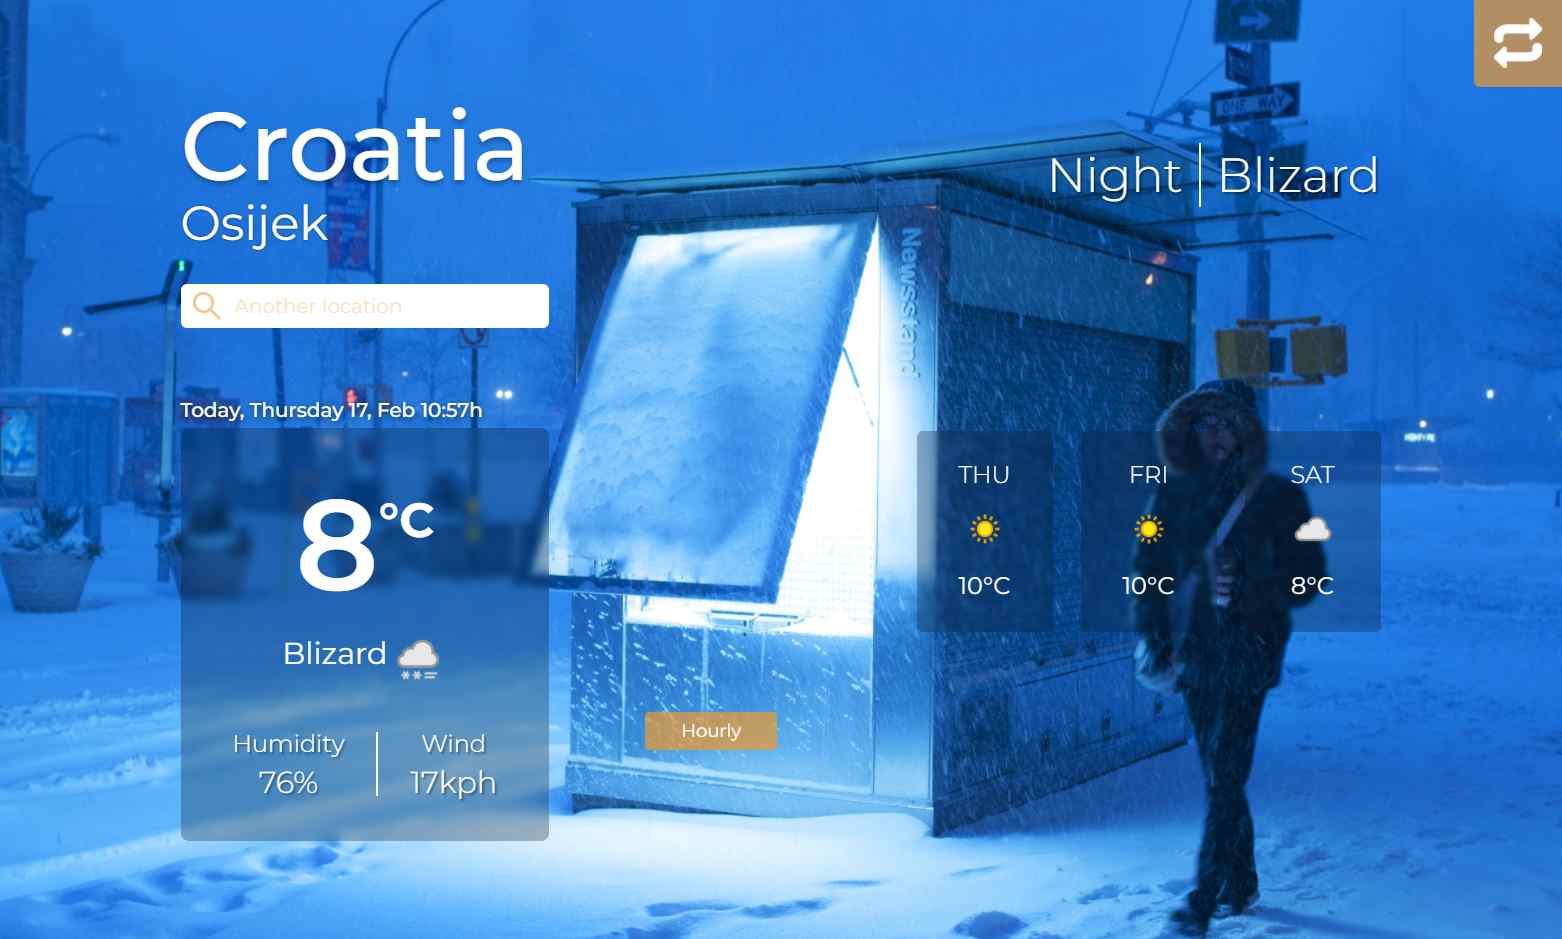 Croatia
Osijek
Night
Blizard
Another location
Today, Thursday 17, Feb 10:57h
8°C
Blizard
Humidity
76%
Wind
17kph
Hourly
THU
10°C
FRI
10°C
SAT
8°C
Newsstand
ONE WAY